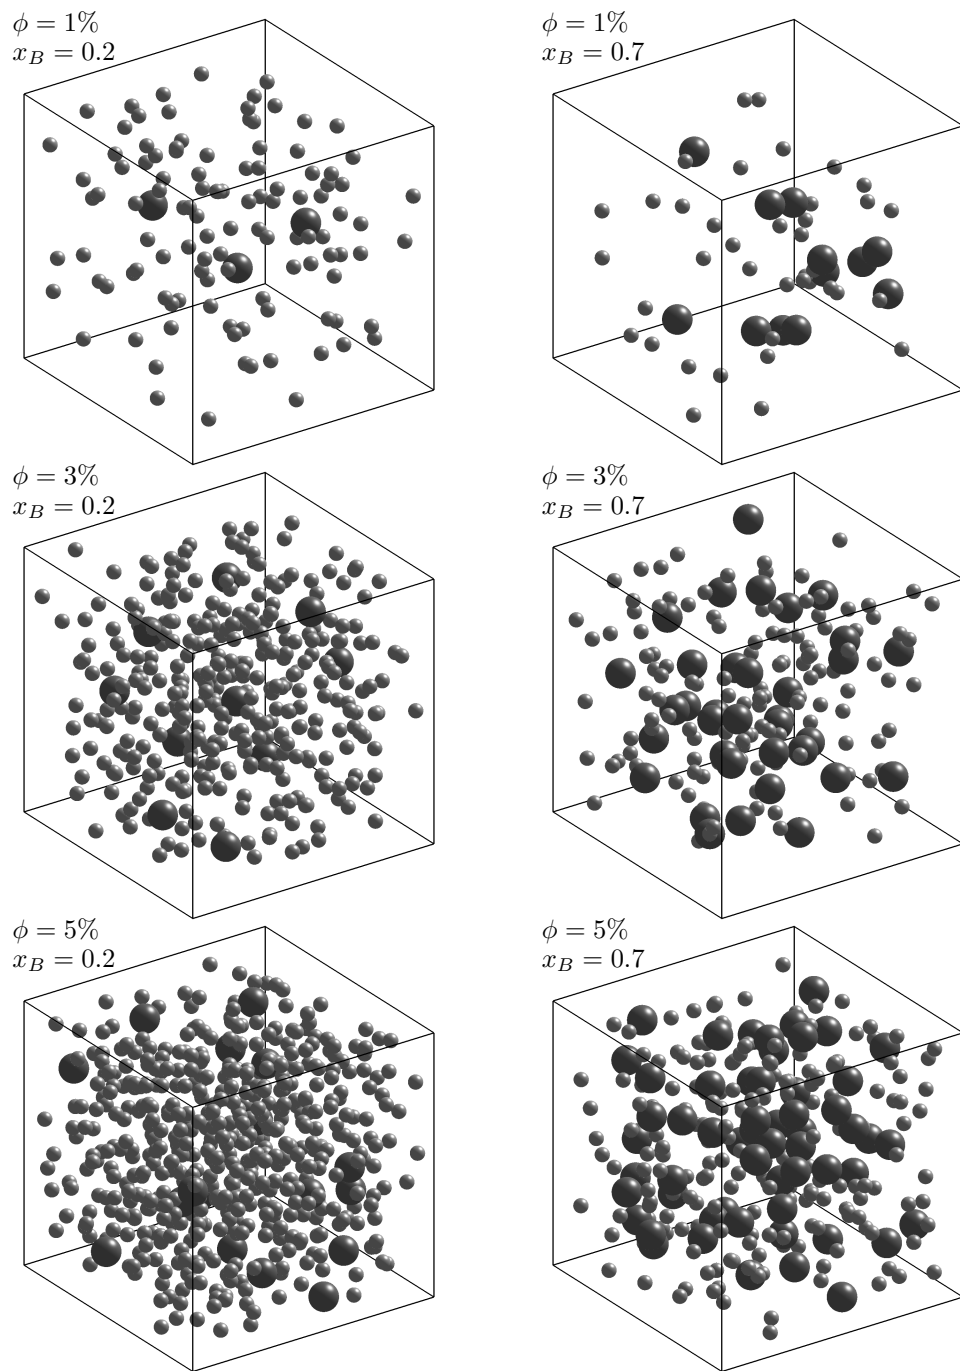 ϕ = 1%
x_B = 0.2
ϕ = 1%
x_B = 0.7
ϕ = 3%
x_B = 0.2
ϕ = 3%
x_B = 0.7
ϕ = 5%
x_B = 0.2
ϕ = 5%
x_B = 0.7